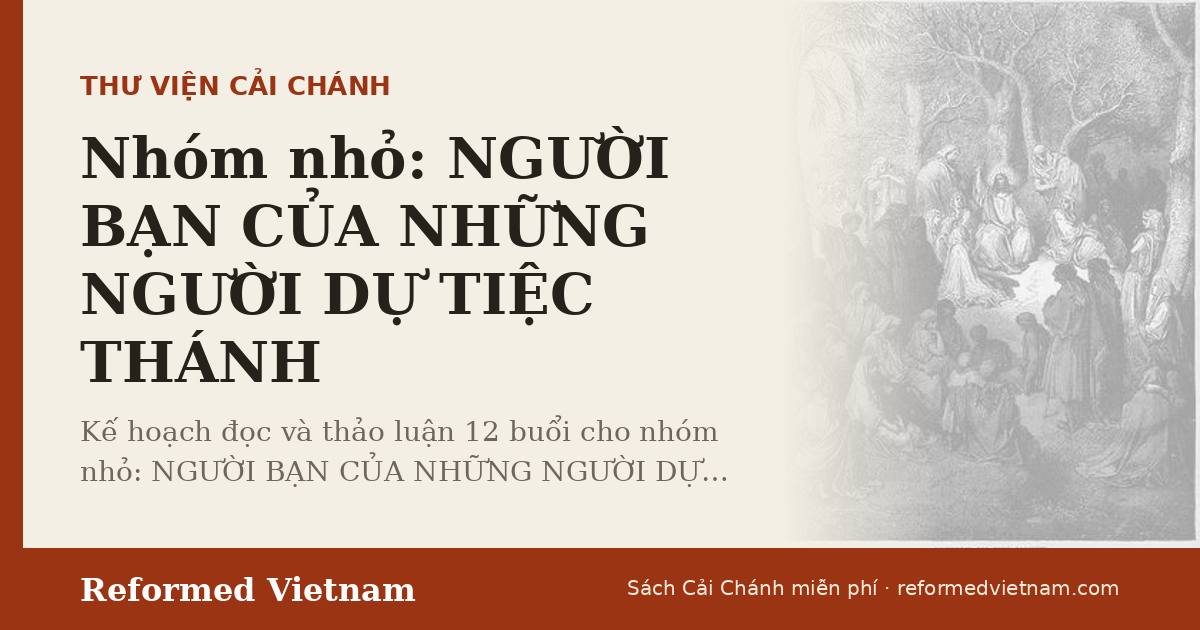 THƯ VIỆN CẢI CHÁNH
Nhóm nhỏ: NGƯỜI
BẠN CỦA NHỮNG
NGƯỜI DỰ TIỆC
THÁNH
Kế hoạch đọc và thảo luận 12 buổi cho nhóm
nhỏ: NGƯỜI BẠN CỦA NHỮNG NGƯỜI DỰ…
Reformed Vietnam
Sách Cải Chánh miễn phí · reformedvietnam.com